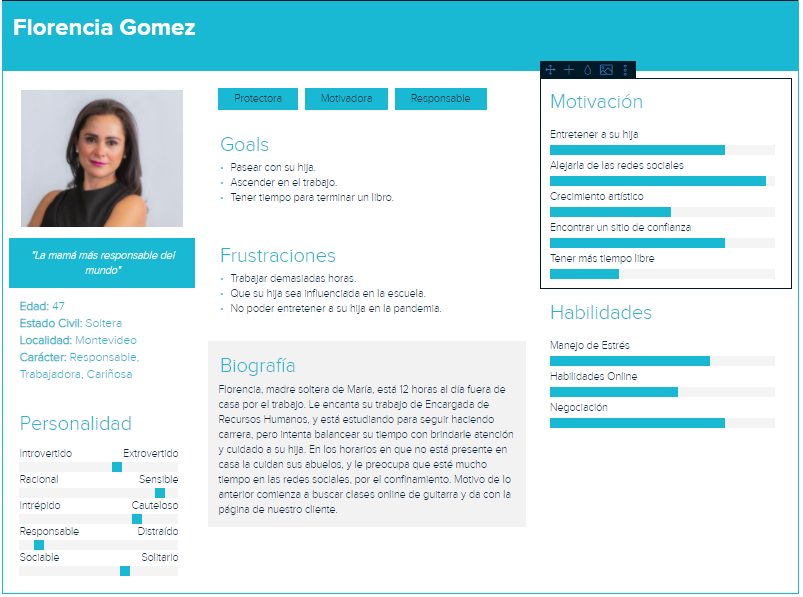 Florencia Gomez
"La mamá más responsable del
mundo"
Edad: 47
Estado Civil: Soltera
Localidad: Montevideo
Carácter: Responsable,
Trabajadora, Cariñosa
Personalidad
Introvertido Extrovertido
Racional Sensible
Intrépido Cauteloso
Responsable Distraído
Sociable Solitario
Protectora Motivadora Responsable
Goals
Pasear con su hija.
Ascender en el trabajo.
Tener tiempo para terminar un libro.
Frustraciones
Trabajar demasiadas horas.
Que su hija sea influenciada en la escuela.
No poder entretener a su hija en la pandemia.
Biografía
Florencia, madre soltera de María, está 12 horas al día fuera de
casa por el trabajo. Le encanta su trabajo de Encargada de
Recursos Humanos, y está estudiando para seguir haciendo
carrera, pero intenta balancear su tiempo con brindarle atención
y cuidado a su hija. En los horarios en que no está presente en
casa la cuidan sus abuelos, y le preocupa que esté mucho
tiempo en las redes sociales, por el confinamiento. Motivo de lo
anterior comienza a buscar clases online de guitarra y da con la
página de nuestro cliente.
Motivación
Entretener a su hija
Alejarla de las redes sociales
Crecimiento artístico
Encontrar un sitio de confianza
Tener más tiempo libre
Habilidades
Manejo de Estrés
Habilidades Online
Negociación